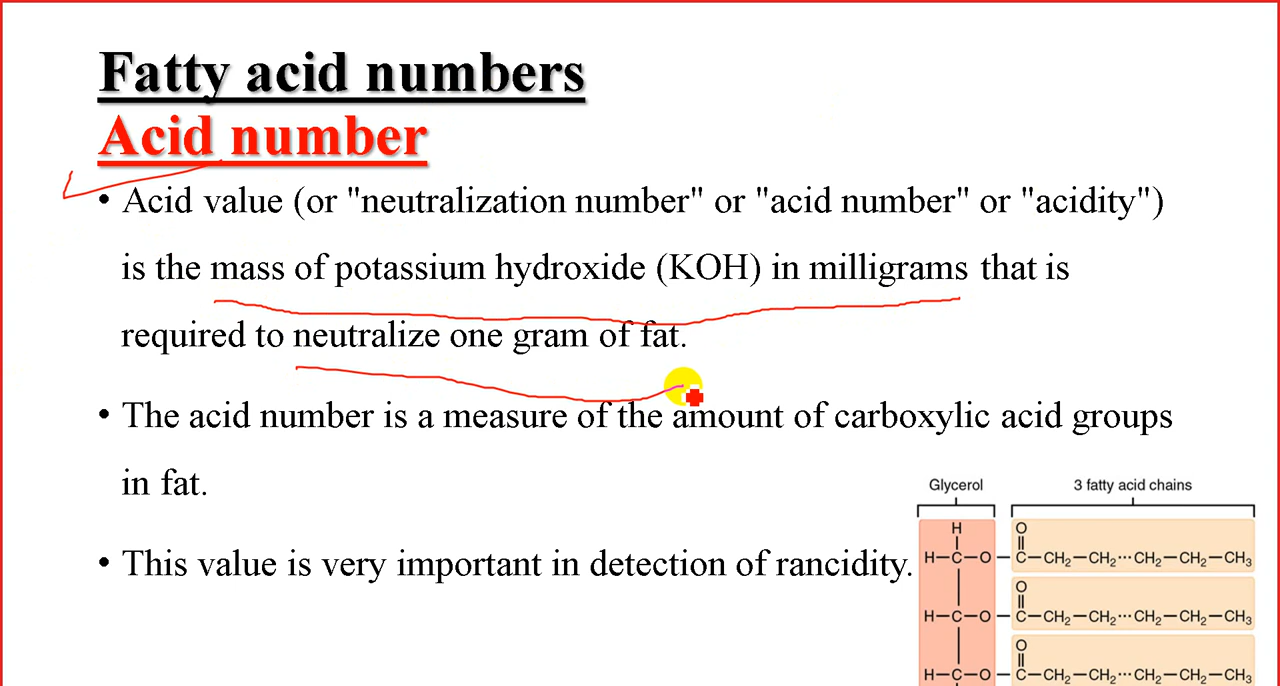 Fatty acid numbers
Acid number
• Acid value (or "neutralization number" or "acid number" or "acidity")
is the mass of potassium hydroxide (KOH) in milligrams that is
required to neutralize one gram of fat.
• The acid number is a measure of the amount of carboxylic acid groups
in fat.
• This value is very important in detection of rancidity.
Glycerol 3 fatty acid chains
H O
H—C—O—C—CH₂—CH₂···CH₂—CH₂—CH₃
O
H—C—O—C—CH₂—CH₂···CH₂—CH₂—CH₃
O
H—C—O—C—CH₂—CH₂···CH₂—CH₂—CH₃